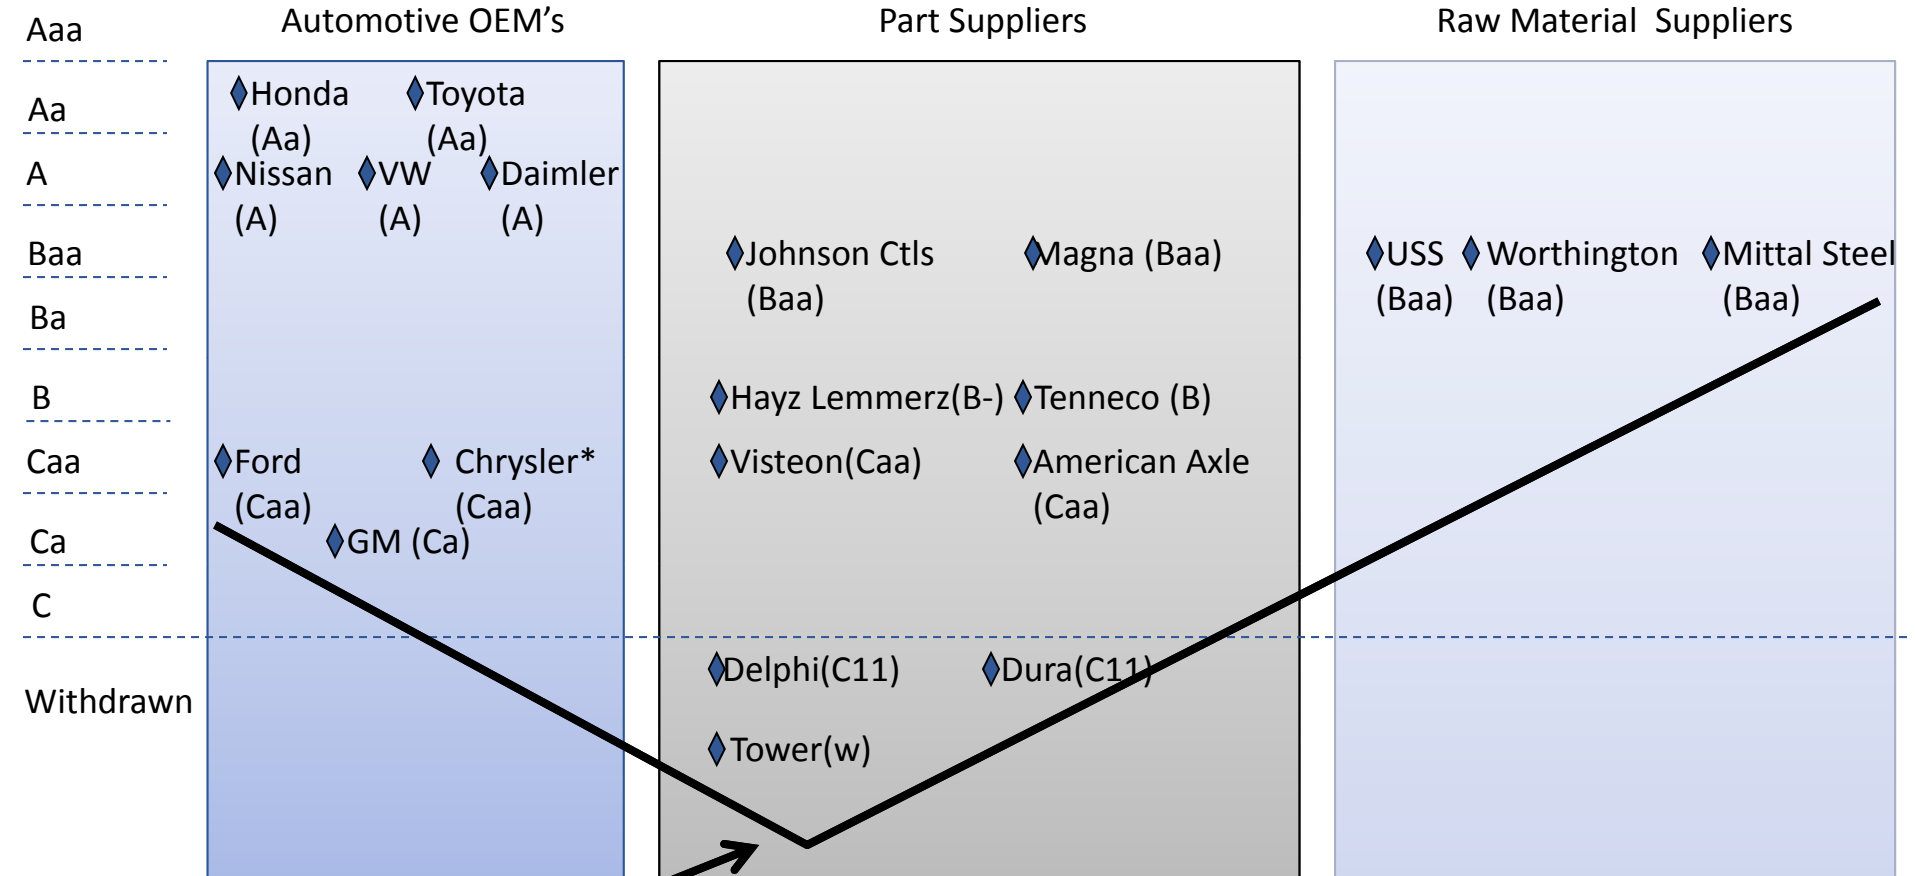 Aaa
Automotive OEM’s
Part Suppliers
Raw Material  Suppliers
Aa
Honda
(Aa)
Toyota
(Aa)
A
Nissan
(A)
VW
(A)
Daimler
(A)
Baa
Johnson Ctls
(Baa)
Magna (Baa)
USS
(Baa)
Worthington
(Baa)
Mittal Steel
(Baa)
Ba
B
Hayz Lemmerz(B-)
Tenneco (B)
Caa
Ford
(Caa)
Chrysler*
(Caa)
Visteon(Caa)
American Axle
(Caa)
Ca
GM (Ca)
C
Withdrawn
Delphi(C11)
Dura(C11)
Tower(w)